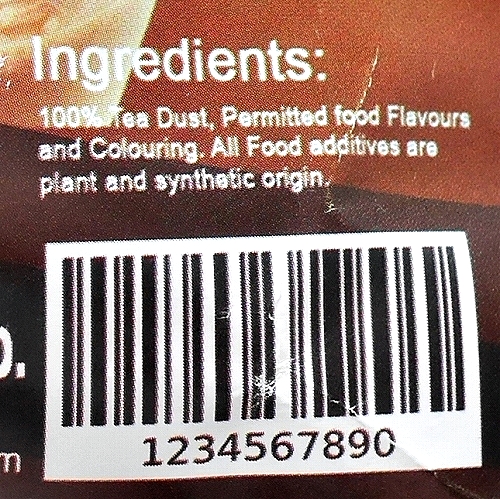 Ingredients:
100% Tea Dust, Permitted food Flavours
and Colouring. All Food additives are
plant and synthetic origin.
1234567890